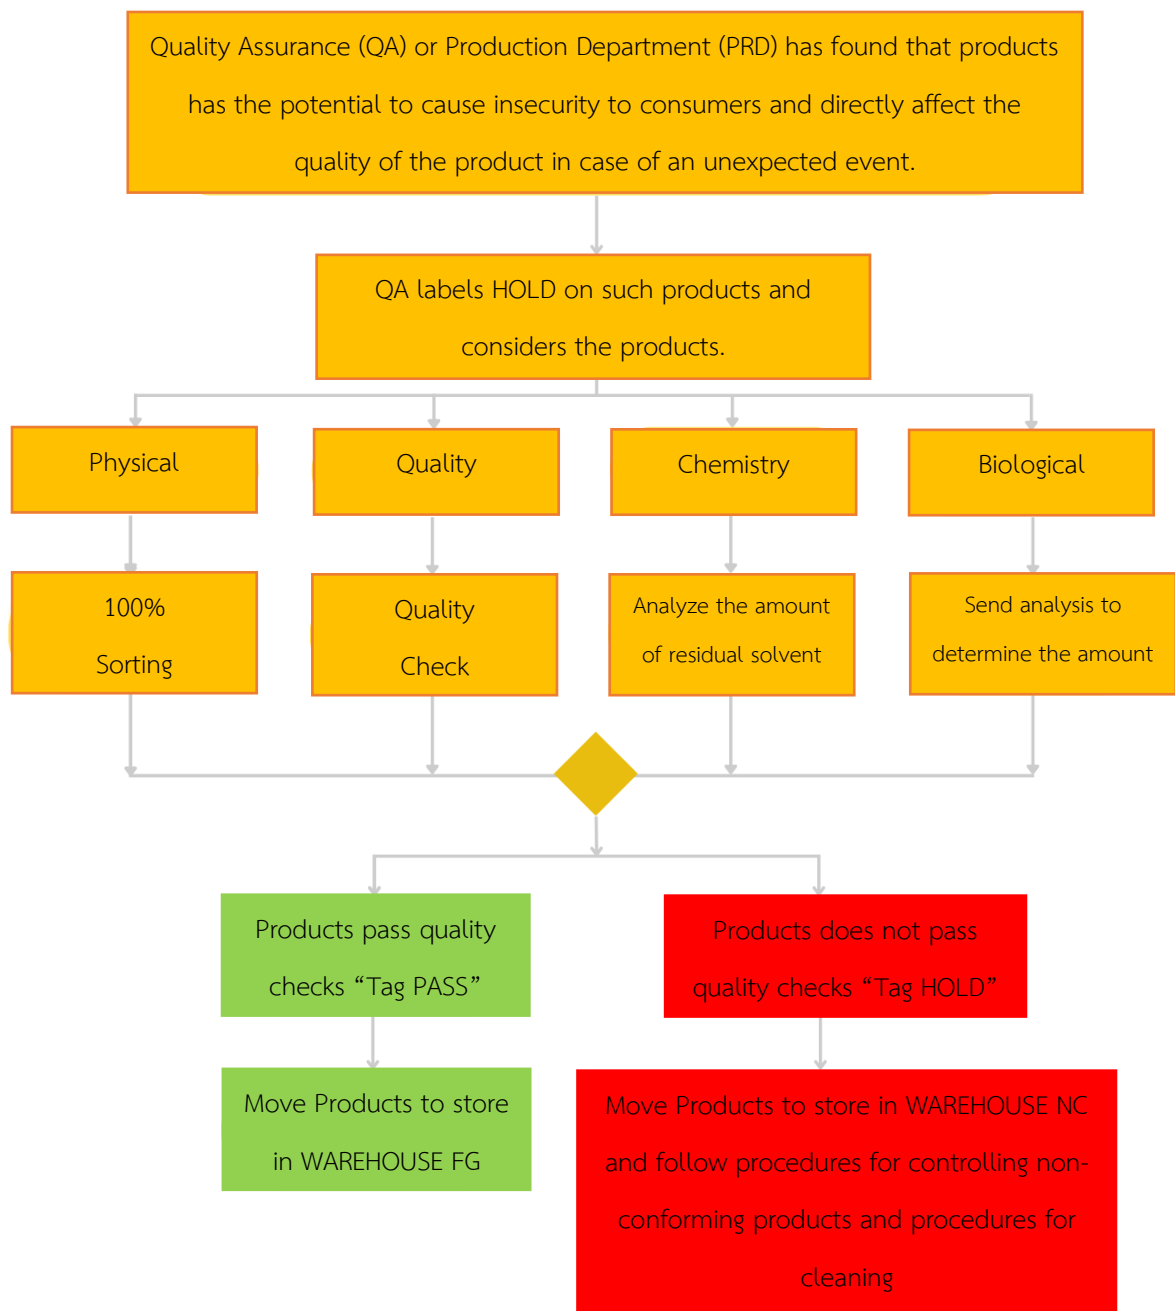 Quality Assurance (QA) or Production Department (PRD) has found that products
has the potential to cause insecurity to consumers and directly affect the
quality of the product in case of an unexpected event.
QA labels HOLD on such products and
considers the products.
Physical
Quality
Chemistry
Biological
100%
Sorting
Quality
Check
Analyze the amount
of residual solvent
Send analysis to
determine the amount
Products pass quality
checks “Tag PASS”
Products does not pass
quality checks “Tag HOLD”
Move Products to store
in WAREHOUSE FG
Move Products to store in WAREHOUSE NC
and follow procedures for controlling non-
conforming products and procedures for
cleaning